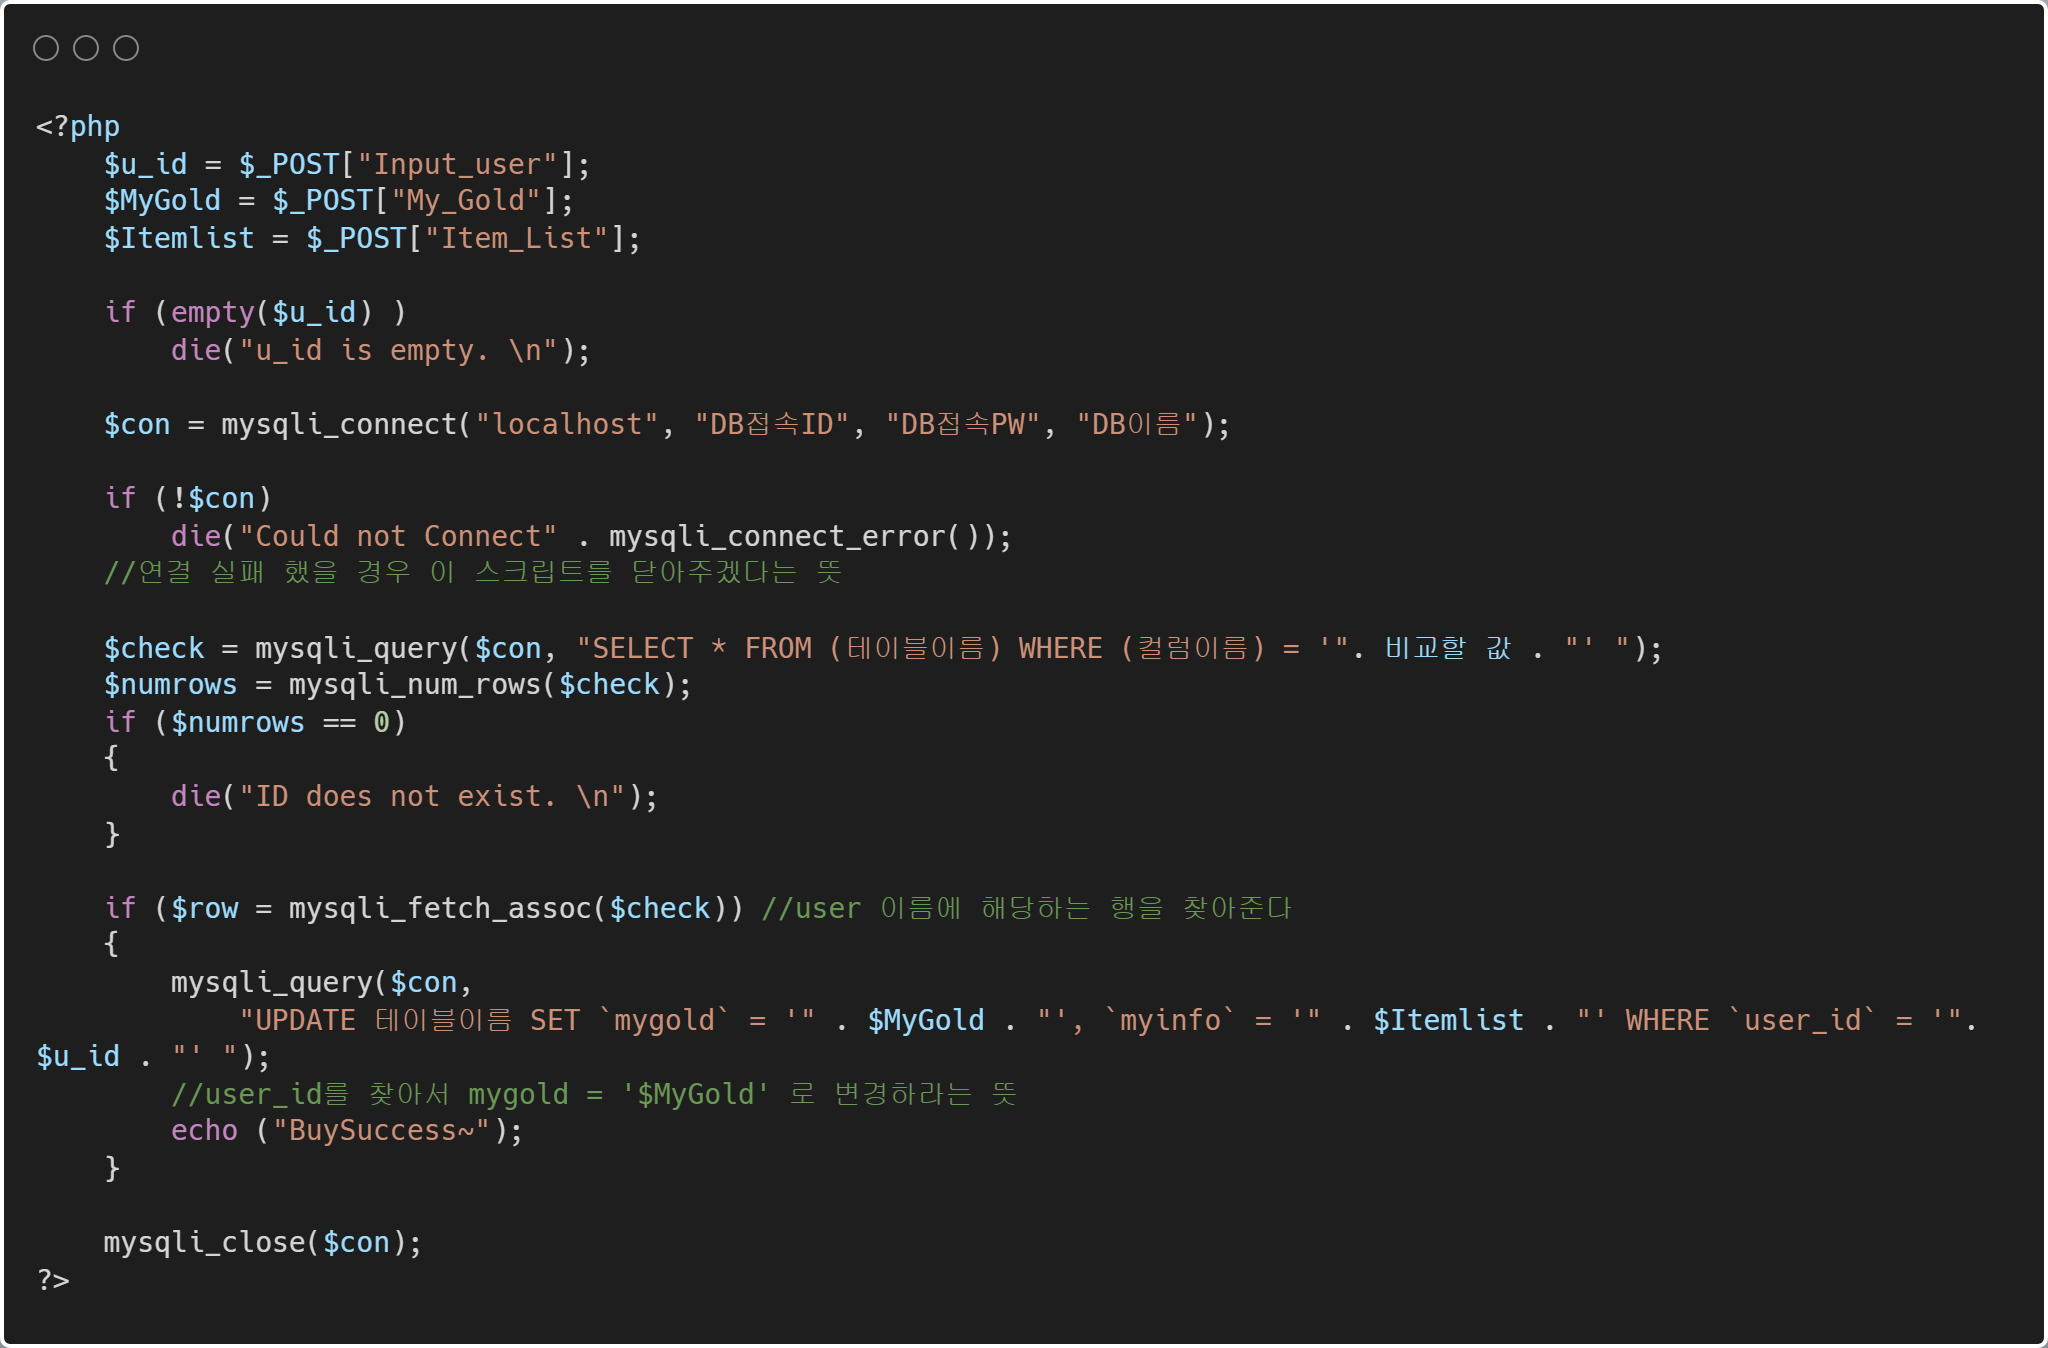 <?php
    $u_id = $_POST["Input_user"];
    $MyGold = $_POST["My_Gold"];
    $Itemlist = $_POST["Item_List"];

    if (empty($u_id) )
        die("u_id is empty. \n");

    $con = mysqli_connect("localhost", "DB접속ID", "DB접속PW", "DB이름");

    if (!$con)
        die("Could not Connect" . mysqli_connect_error());
    //연결 실패 했을 경우 이 스크립트를 닫아주겠다는 뜻

    $check = mysqli_query($con, "SELECT * FROM (테이블이름) WHERE (컬럼이름) = '". 비교할 값 . "' ");
    $numrows = mysqli_num_rows($check);
    if ($numrows == 0)
    {
        die("ID does not exist. \n");
    }

    if ($row = mysqli_fetch_assoc($check)) //user 이름에 해당하는 행을 찾아준다
    {
        mysqli_query($con,
            "UPDATE 테이블이름 SET `mygold` = '" . $MyGold . "', `myinfo` = '" . $Itemlist . "' WHERE `user_id` = '".
$u_id . "' ");
        //user_id를 찾아서 mygold = '$MyGold' 로 변경하라는 뜻
        echo ("BuySuccess~");
    }

    mysqli_close($con);
?>